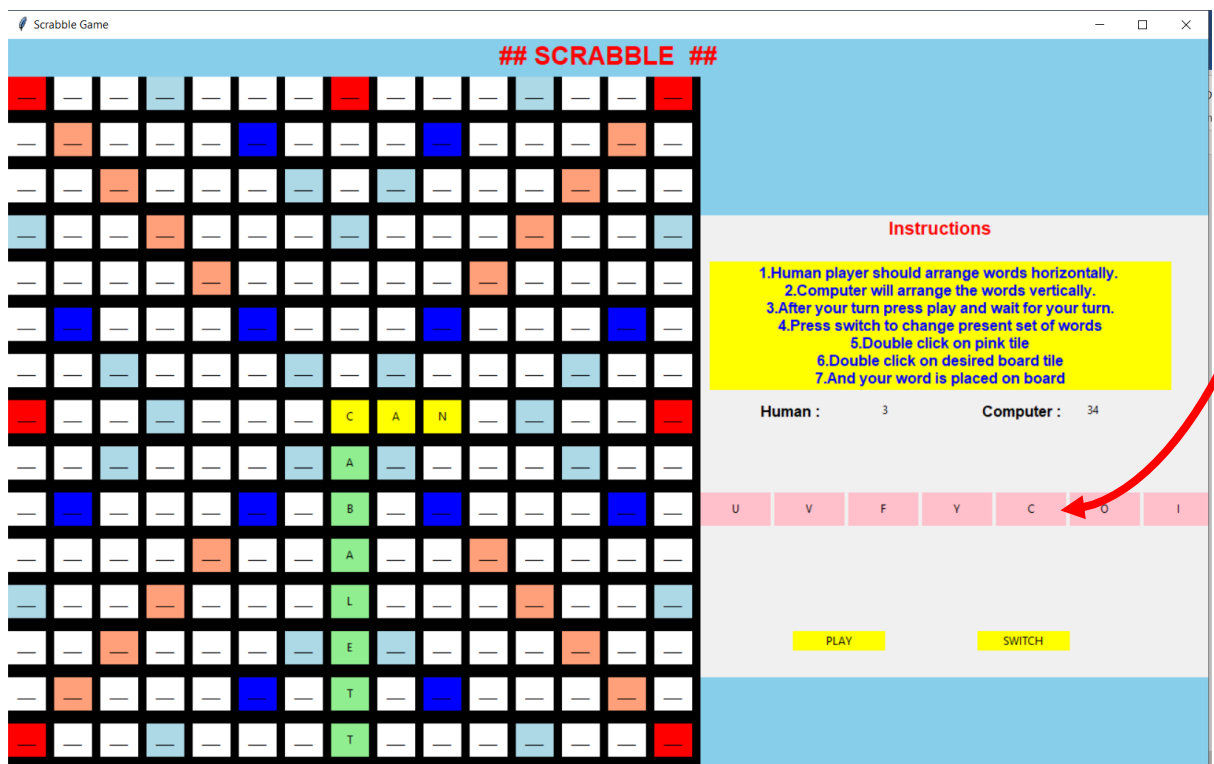 Scrabble Game
## SCRABBLE ##
Instructions
1.Human player should arrange words horizontally.
2.Computer will arrange the words vertically.
3.After your turn press play and wait for your turn.
4.Press switch to change present set of words
5.Double click on pink tile
6.Double click on desired board tile
7.And your word is placed on board
C A N
Human : 3 Computer : 34
A
B
U V F Y C O I
A
L
E
PLAY SWITCH
T
T